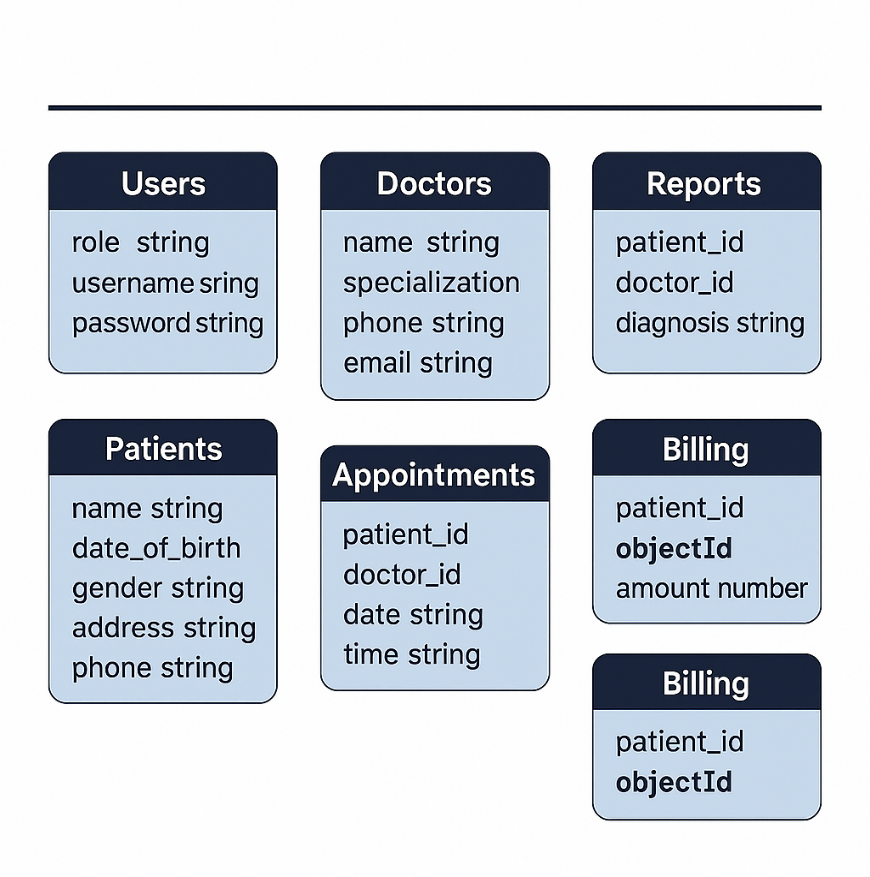 Users
role string
username sring
password string
Doctors
name string
specialization
phone string
email string
Reports
patient_id
doctor_id
diagnosis string
Patients
name string
date_of_birth
gender string
address string
phone string
Appointments
patient_id
doctor_id
date string
time string
Billing
patient_id
objectId
amount number
Billing
patient_id
objectId